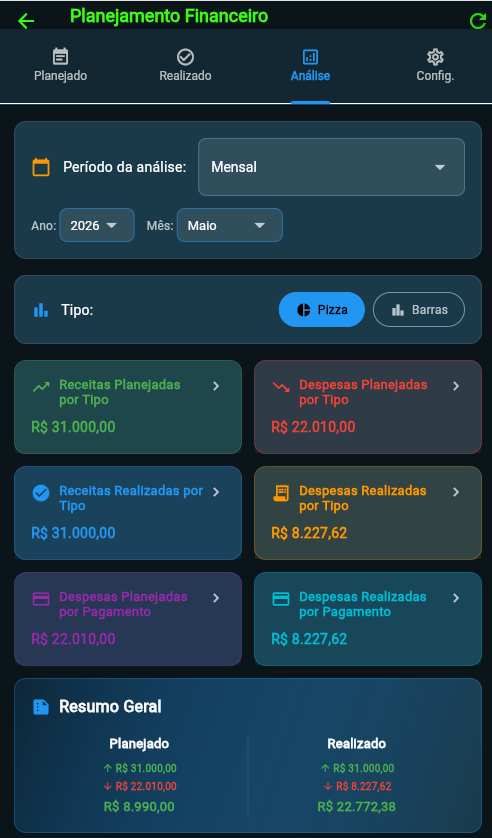 Planejamento Financeiro
Planejado
Realizado
Análise
Config.
Período da análise:
Mensal
Ano:
2026
Mês:
Maio
Tipo:
Pizza
Barras
Receitas Planejadas
por Tipo
R$ 31.000,00
Despesas Planejadas
por Tipo
R$ 22.010,00
Receitas Realizadas por
Tipo
R$ 31.000,00
Despesas Realizadas
por Tipo
R$ 8.227,62
Despesas Planejadas
por Pagamento
R$ 22.010,00
Despesas Realizadas
por Pagamento
R$ 8.227,62
Resumo Geral
Planejado
↑ R$ 31.000,00
↓ R$ 22.010,00
R$ 8.990,00
Realizado
↑ R$ 31.000,00
↓ R$ 8.227,62
R$ 22.772,38